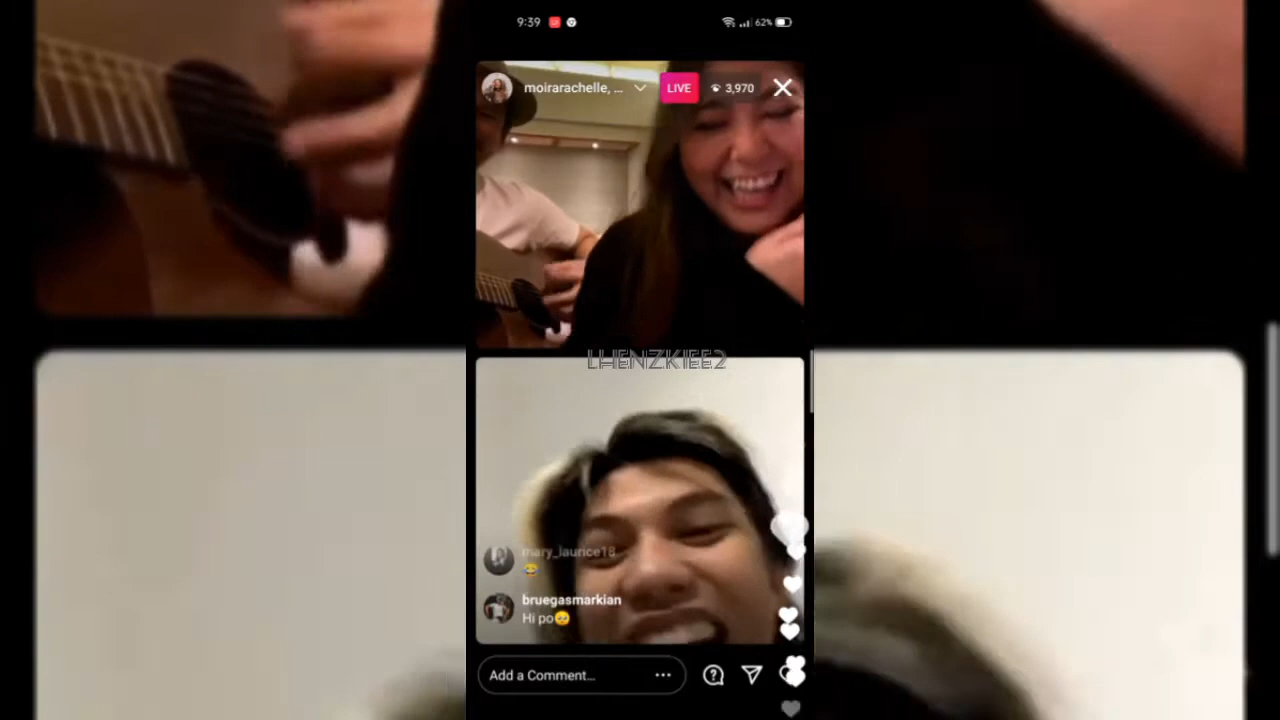 9:39
62%
moirarachelle, ...
LIVE
3,970
LHENZKIEE2
mary_laurice18
😂
bruegasmarkian
Hi po🥺
Add a Comment...